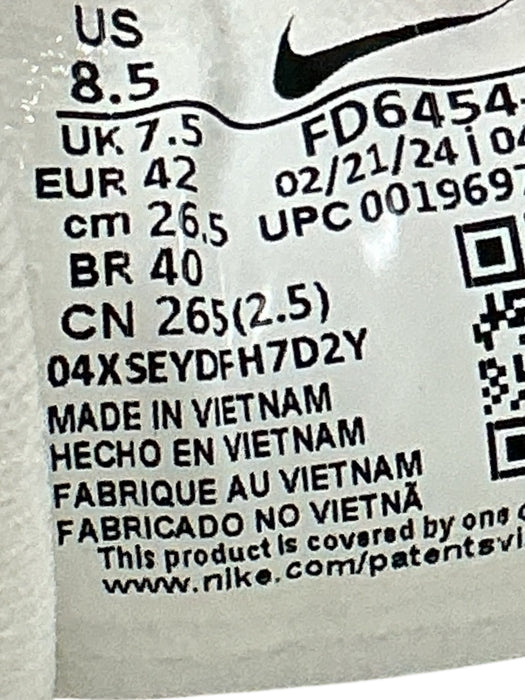 US
8.5
UK 7.5
EUR 42
cm 26.5
BR 40
CN 265(2.5)
04XSEYDFH7D2Y
MADE IN VIETNAM
HECHO EN VIETNAM
FABRIQUE AU VIETNAM
FABRICADO NO VIETNÃ
This product is covered by one
www.nike.com/patents
FD6454
02/21/24
UPC 0019697